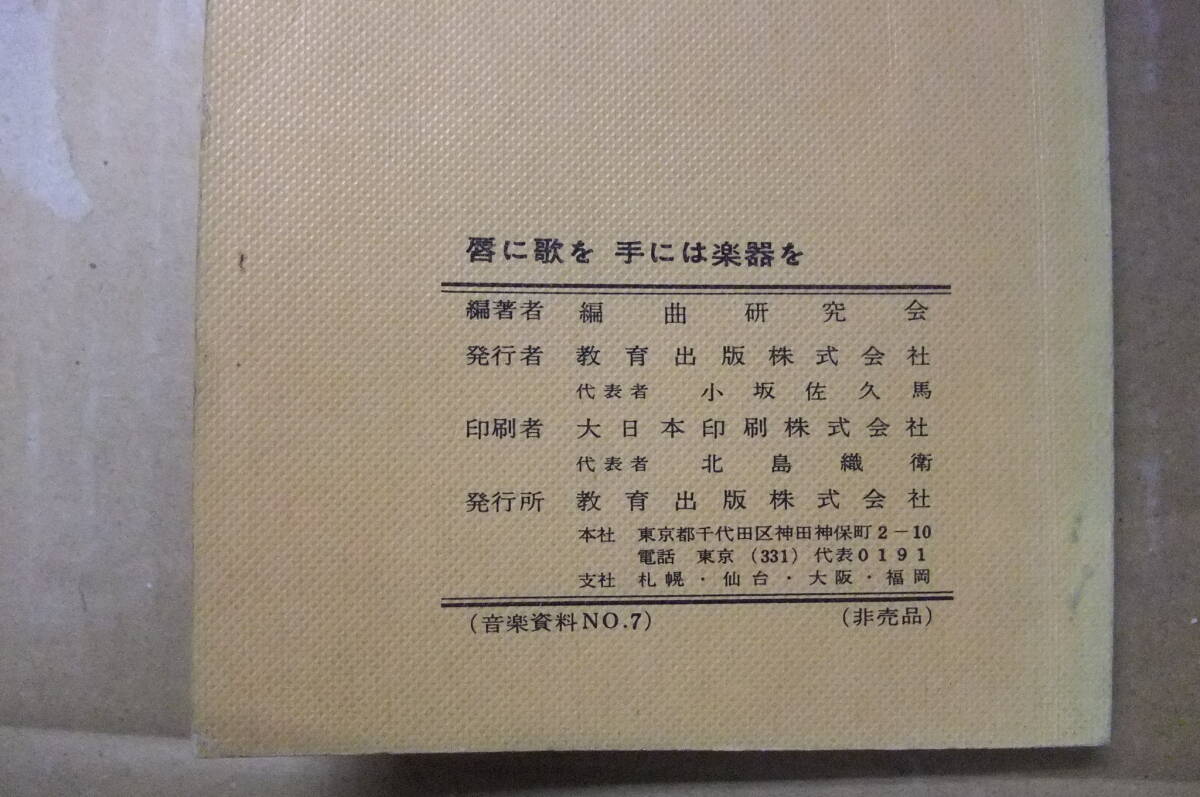 唇に歌を 手には楽器を
編著者 編曲研究会
発行者 教育出版株式会社
代表者 小坂佐久馬
印刷者 大日本印刷株式会社
代表者 北島織衛
発行所 教育出版株式会社
本社 東京都千代田区神田神保町2-10
電話 東京(331)代表0191
支社 札幌・仙台・大阪・福岡
(音楽資料NO.7) (非売品)